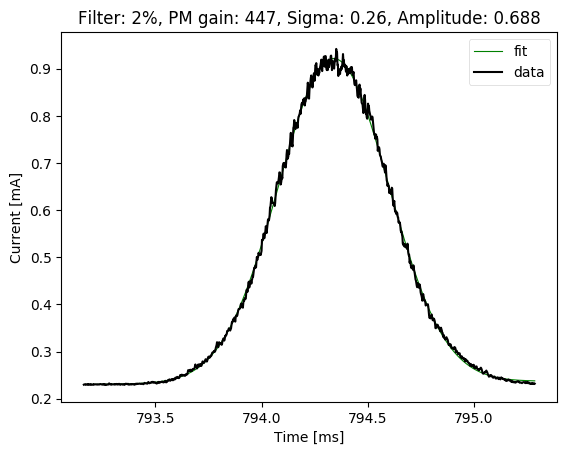 Filter: 2%, PM gain: 447, Sigma: 0.26, Amplitude: 0.688
fit
data
0.9
0.8
0.7
0.6
0.5
0.4
0.3
0.2
Current [mA]
793.5
794.0
794.5
795.0
Time [ms]